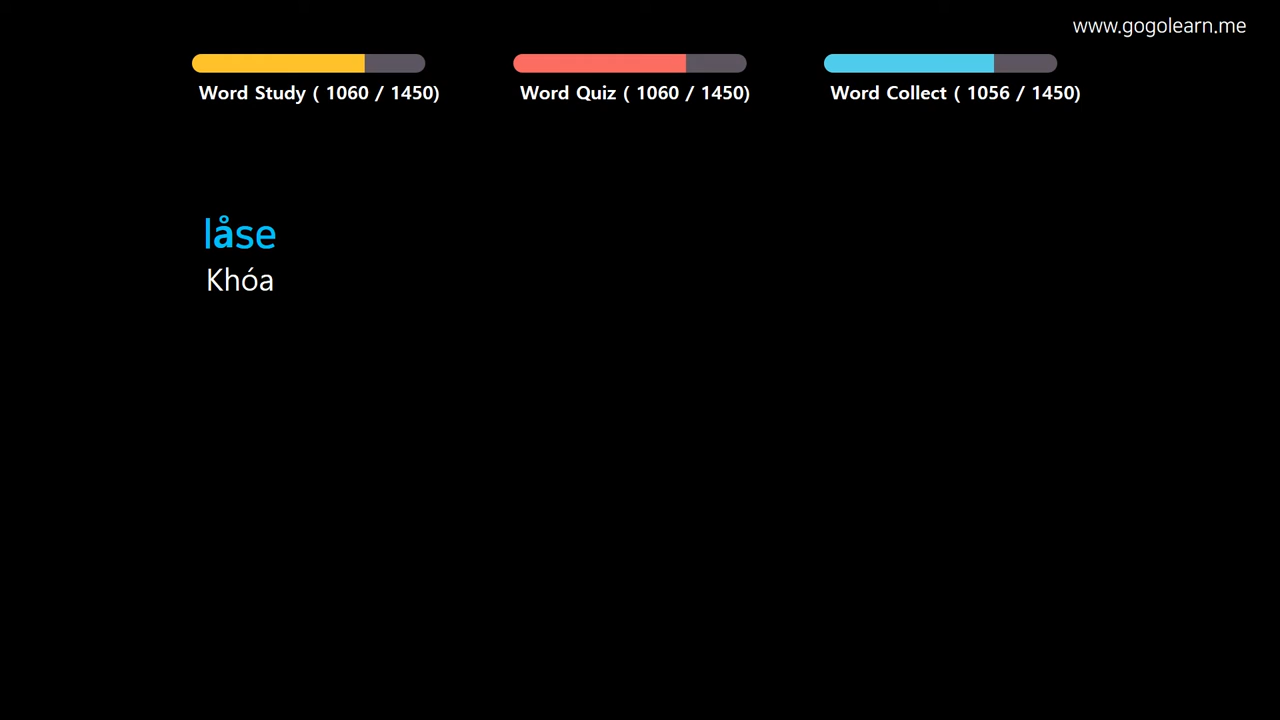 www.gogolearn.me
Word Study ( 1060 / 1450)
Word Quiz ( 1060 / 1450)
Word Collect ( 1056 / 1450)
låse
Khóa